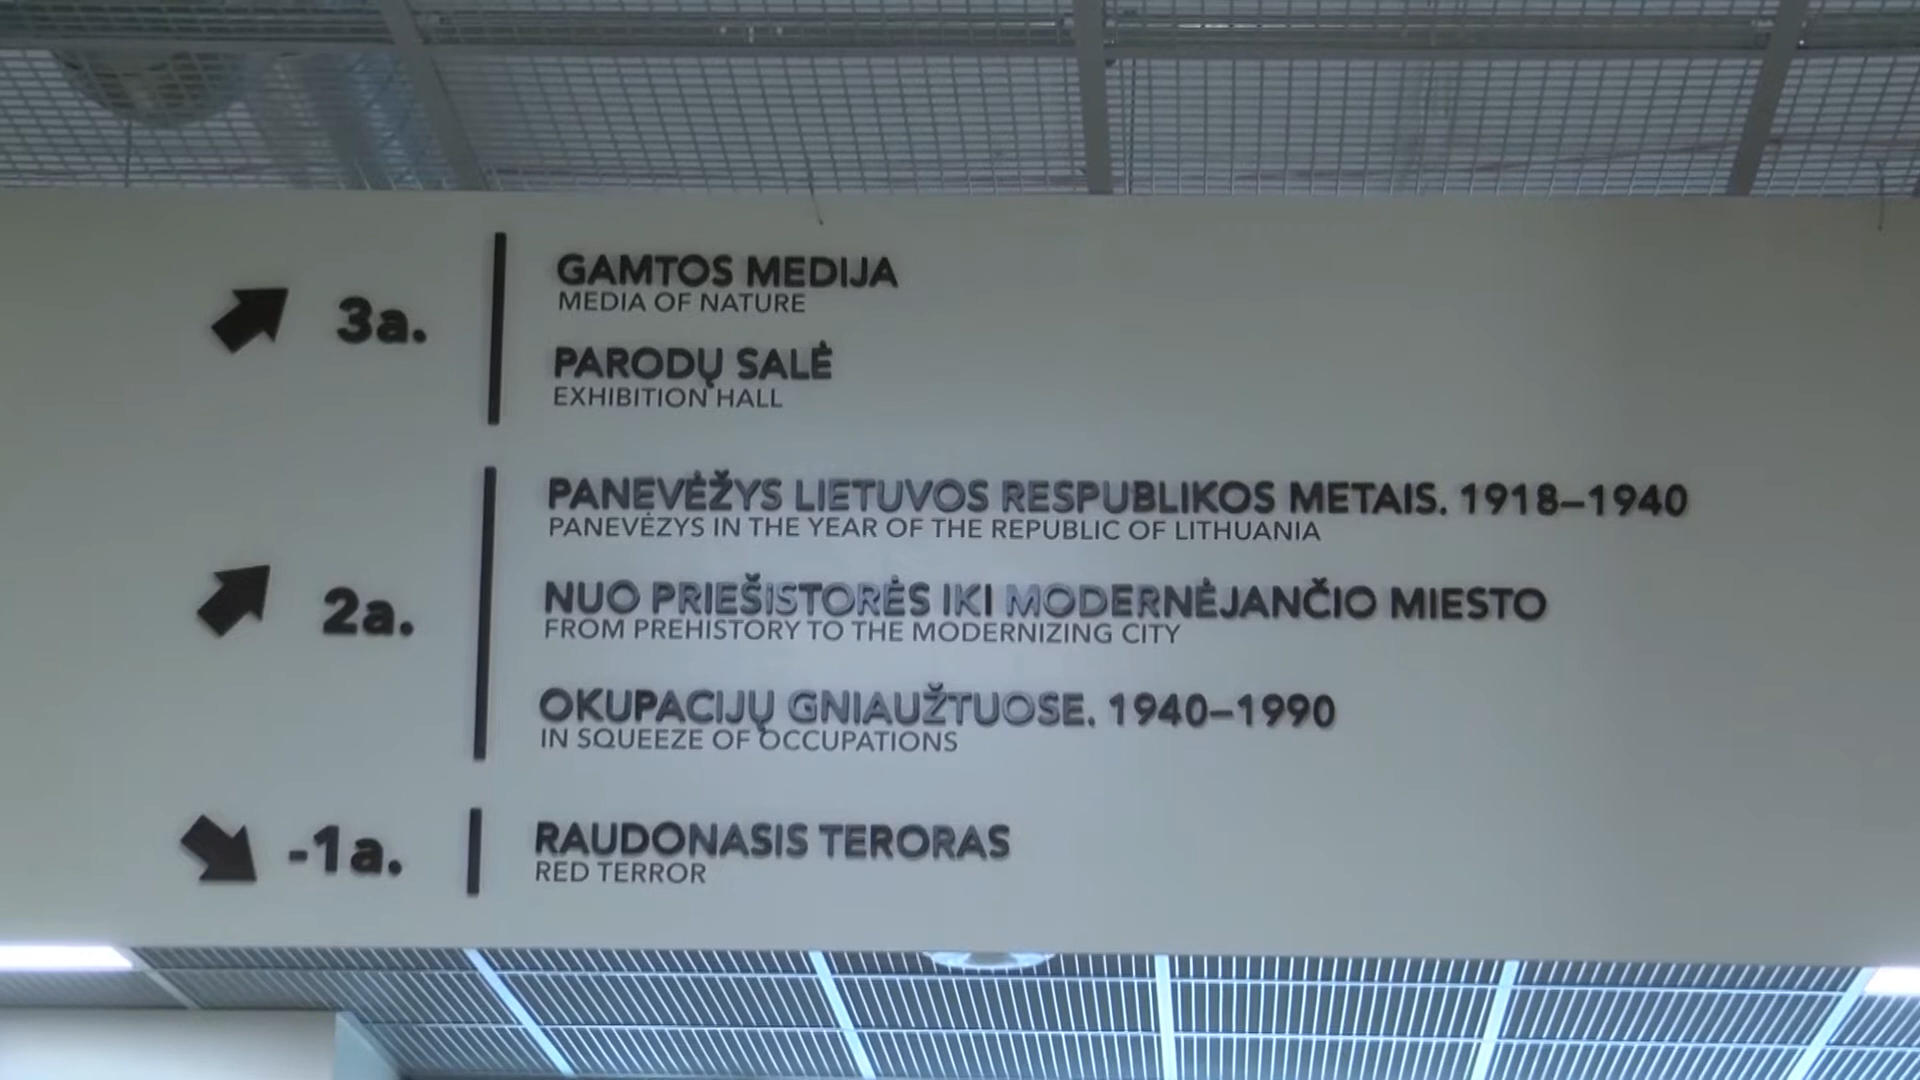 3a.
GAMTOS MEDIJA
MEDIA OF NATURE
PARODŲ SALĖ
EXHIBITION HALL
2a.
PANEVĖŽYS LIETUVOS RESPUBLIKOS METAIS. 1918–1940
PANEVĖZYS IN THE YEAR OF THE REPUBLIC OF LITHUANIA
NUO PRIEŠISTORĖS IKI MODERNĖJANČIO MIESTO
FROM PREHISTORY TO THE MODERNIZING CITY
OKUPACIJŲ GNIAUŽTUOSE. 1940–1990
IN SQUEEZE OF OCCUPATIONS
-1a.
RAUDONASIS TERORAS
RED TERROR